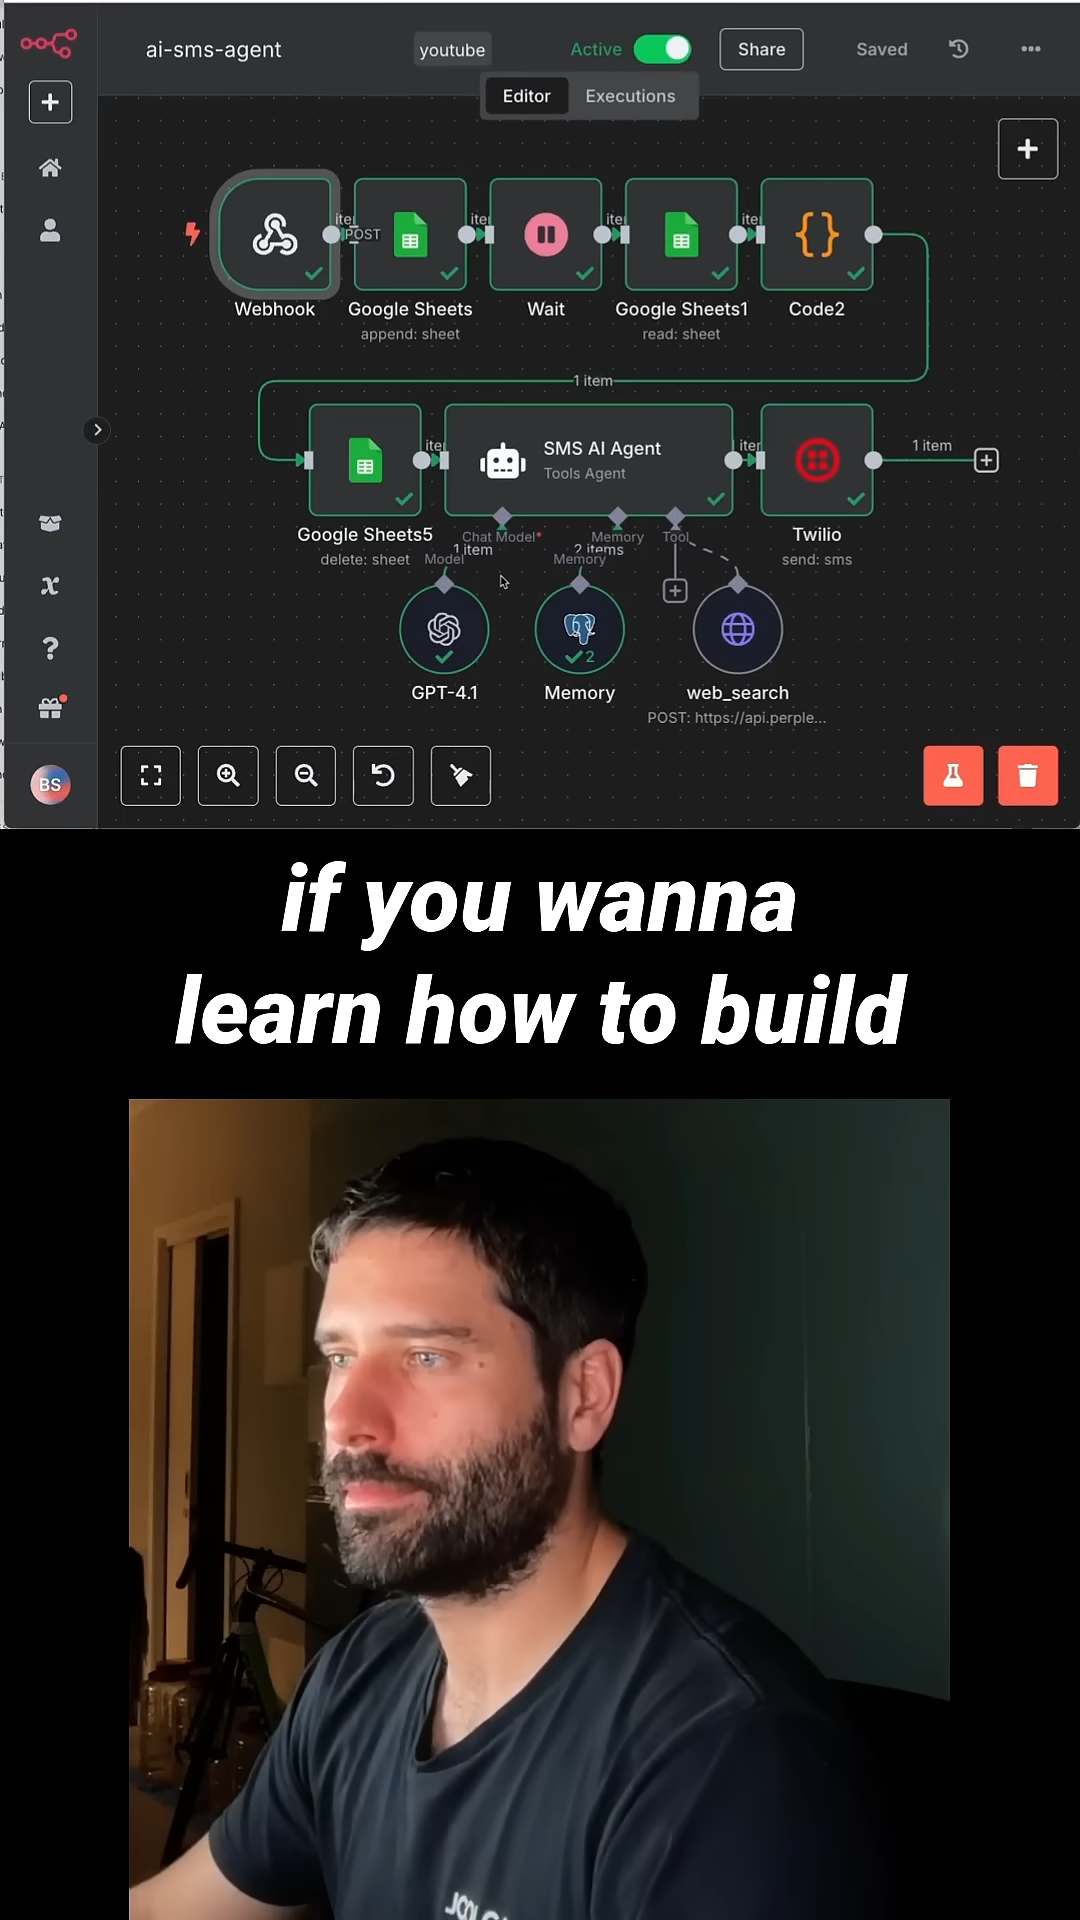 ai-sms-agent
youtube
Active
Share
Saved
Editor
Executions
POST
Webhook
Google Sheets
append: sheet
Wait
Google Sheets1
read: sheet
Code2
1 item
SMS AI Agent
Tools Agent
1 item
Google Sheets5
delete: sheet
Chat Model*
Memory
Tool
1 item
2 items
Model
Memory
Twilio
send: sms
2
GPT-4.1
Memory
web_search
POST: https://api.perple...
BS
if you wanna
learn how to build